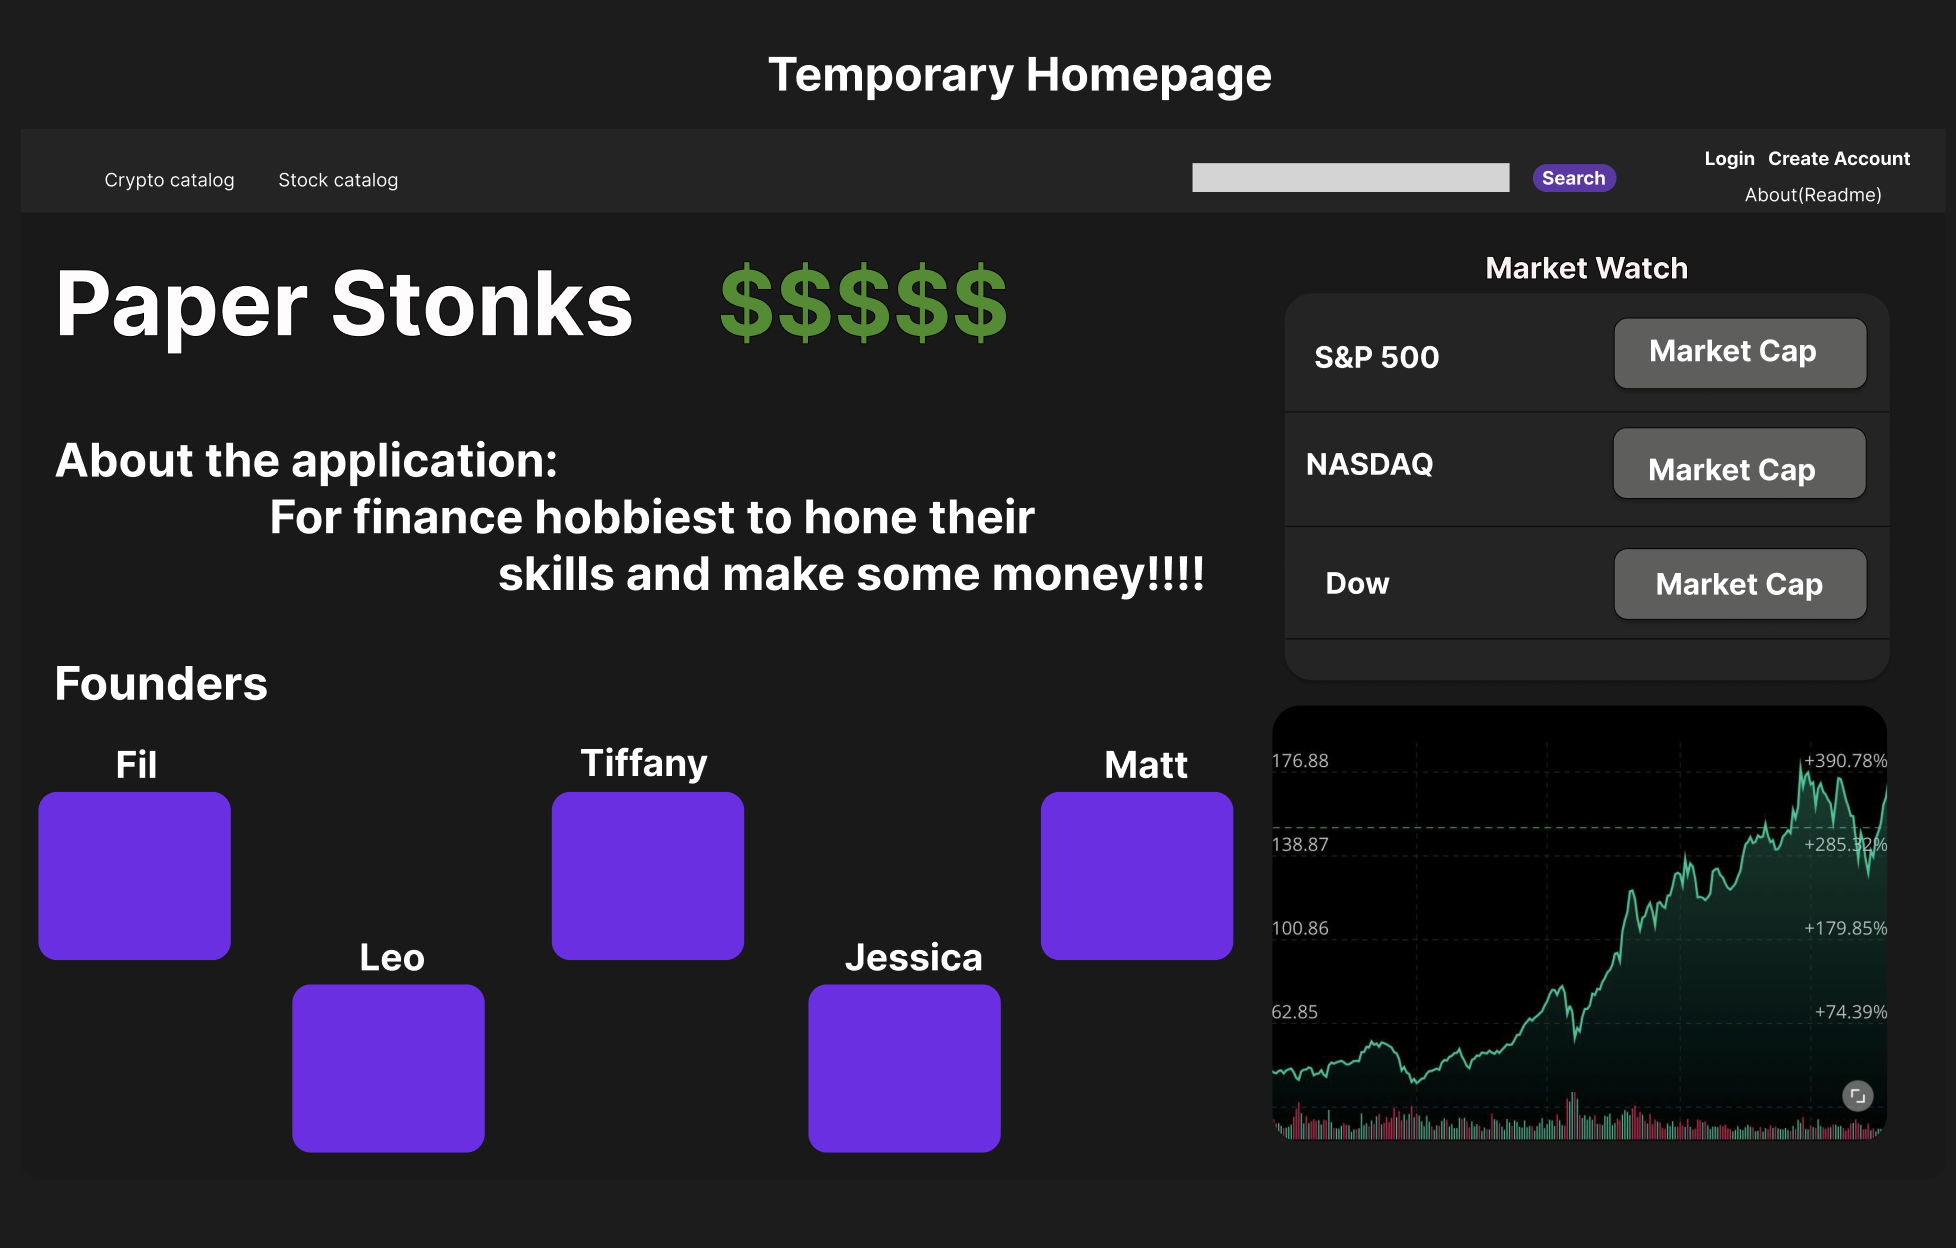 Temporary Homepage
Crypto catalog
Stock catalog
Search
Login Create Account
About(Readme)
Paper Stonks $$$$$
About the application:
For finance hobbiest to hone their
skills and make some money!!!!
Founders
Fil
Tiffany
Matt
Leo
Jessica
Market Watch
S&P 500 Market Cap
NASDAQ Market Cap
Dow Market Cap
176.88 +390.78%
138.87 +285.32%
100.86 +179.85%
62.85 +74.39%